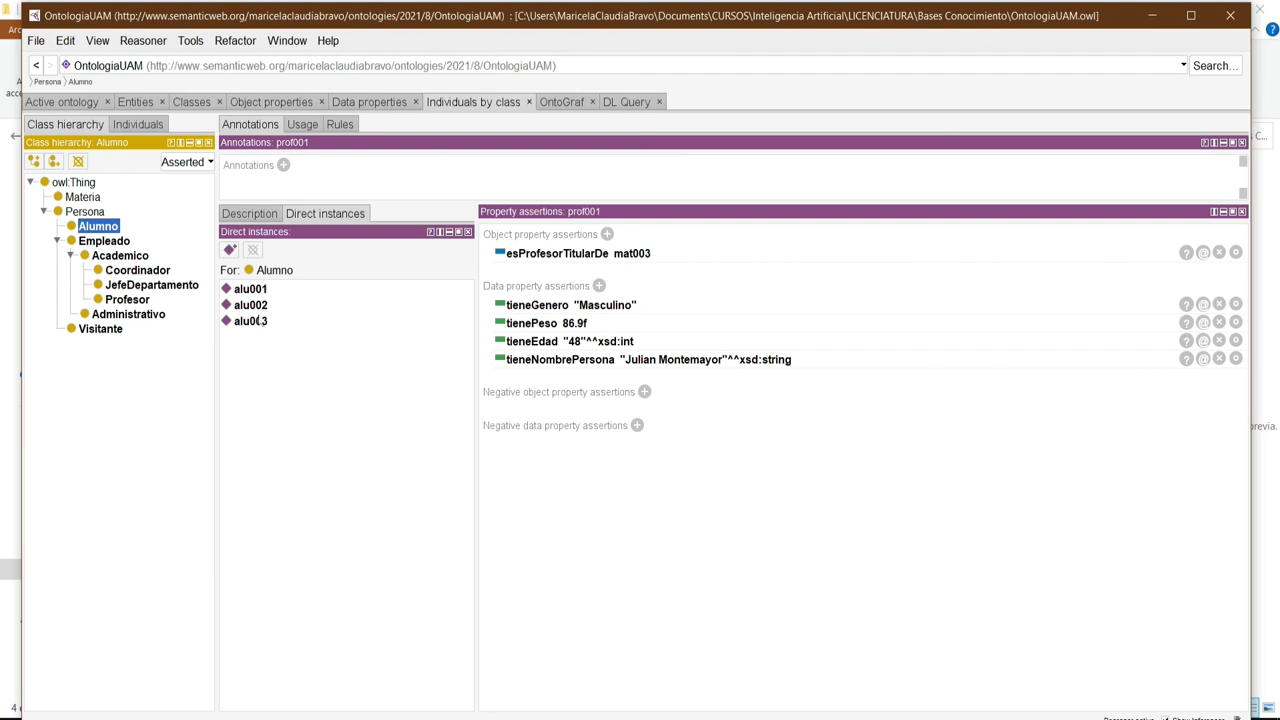 OntologiaUAM (http://www.semanticweb.org/maricelaclaudiabravo/ontologies/2021/8/OntologiaUAM) : [C:\Users\MaricelaClaudiaBravo\Documents\CURSOS\Inteligencia Artificial\LICENCIATURA\Bases Conocimiento\OntologiaUAM.owl]
File Edit View Reasoner Tools Refactor Window Help
< > OntologiaUAM (http://www.semanticweb.org/maricelaclaudiabravo/ontologies/2021/8/OntologiaUAM) Search...
Persona Alumno
Active ontology × Entities × Classes × Object properties × Data properties × Individuals by class × OntoGraf × DL Query ×
Class hierarchy Individuals
Class hierarchy: Alumno
Asserted
owl:Thing
Materia
Persona
Alumno
Empleado
Academico
Coordinador
JefeDepartamento
Profesor
Administrativo
Visitante
Annotations Usage Rules
Annotations: prof001
Annotations
Description Direct instances
Direct instances:
For: Alumno
alu001
alu002
alu003
Property assertions: prof001
Object property assertions
esProfesorTitularDe mat003
Data property assertions
tieneGenero "Masculino"
tienePeso 86.9f
tieneEdad "48"^^xsd:int
tieneNombrePersona "Julian Montemayor"^^xsd:string
Negative object property assertions
Negative data property assertions
C...
previa.